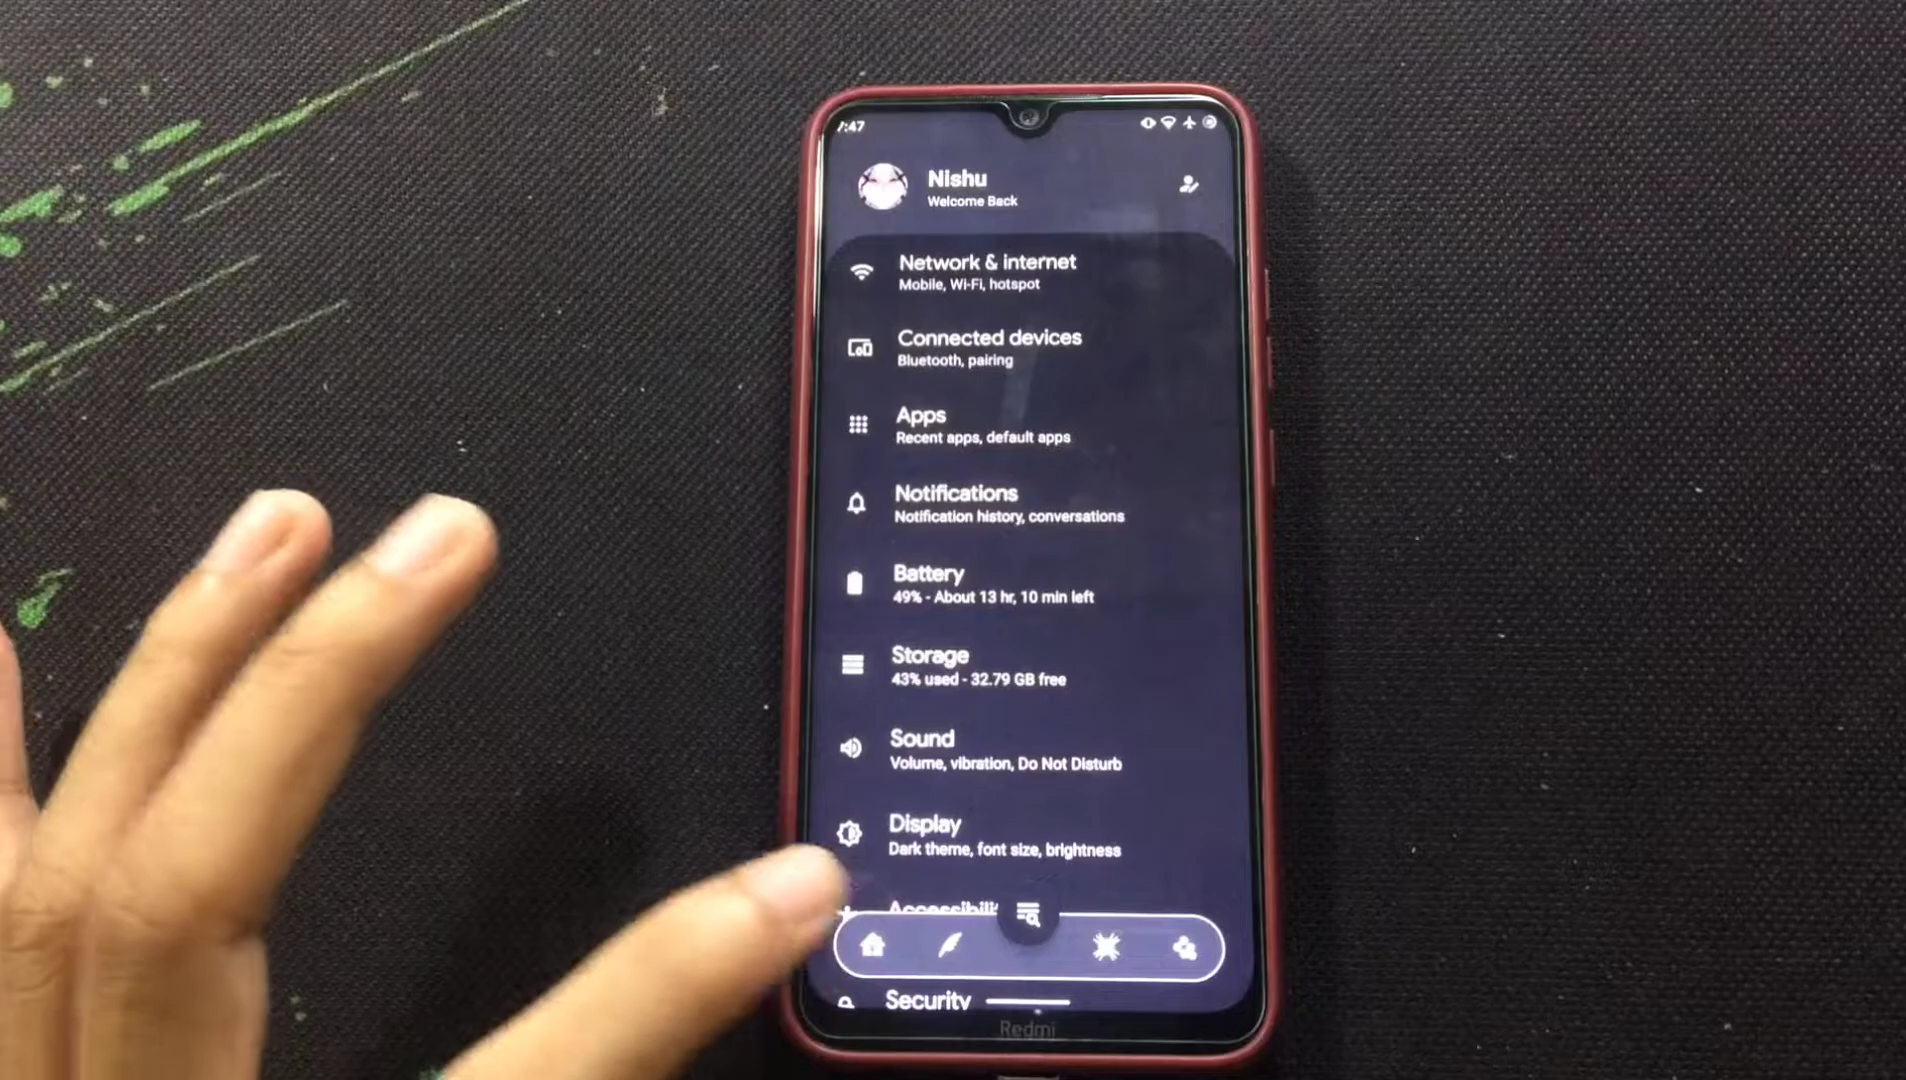 7:47
Nishu
Welcome Back
Network & internet
Mobile, Wi-Fi, hotspot
Connected devices
Bluetooth, pairing
Apps
Recent apps, default apps
Notifications
Notification history, conversations
Battery
49% - About 13 hr, 10 min left
Storage
43% used - 32.79 GB free
Sound
Volume, vibration, Do Not Disturb
Display
Dark theme, font size, brightness
Accessibili
Security
Redmi